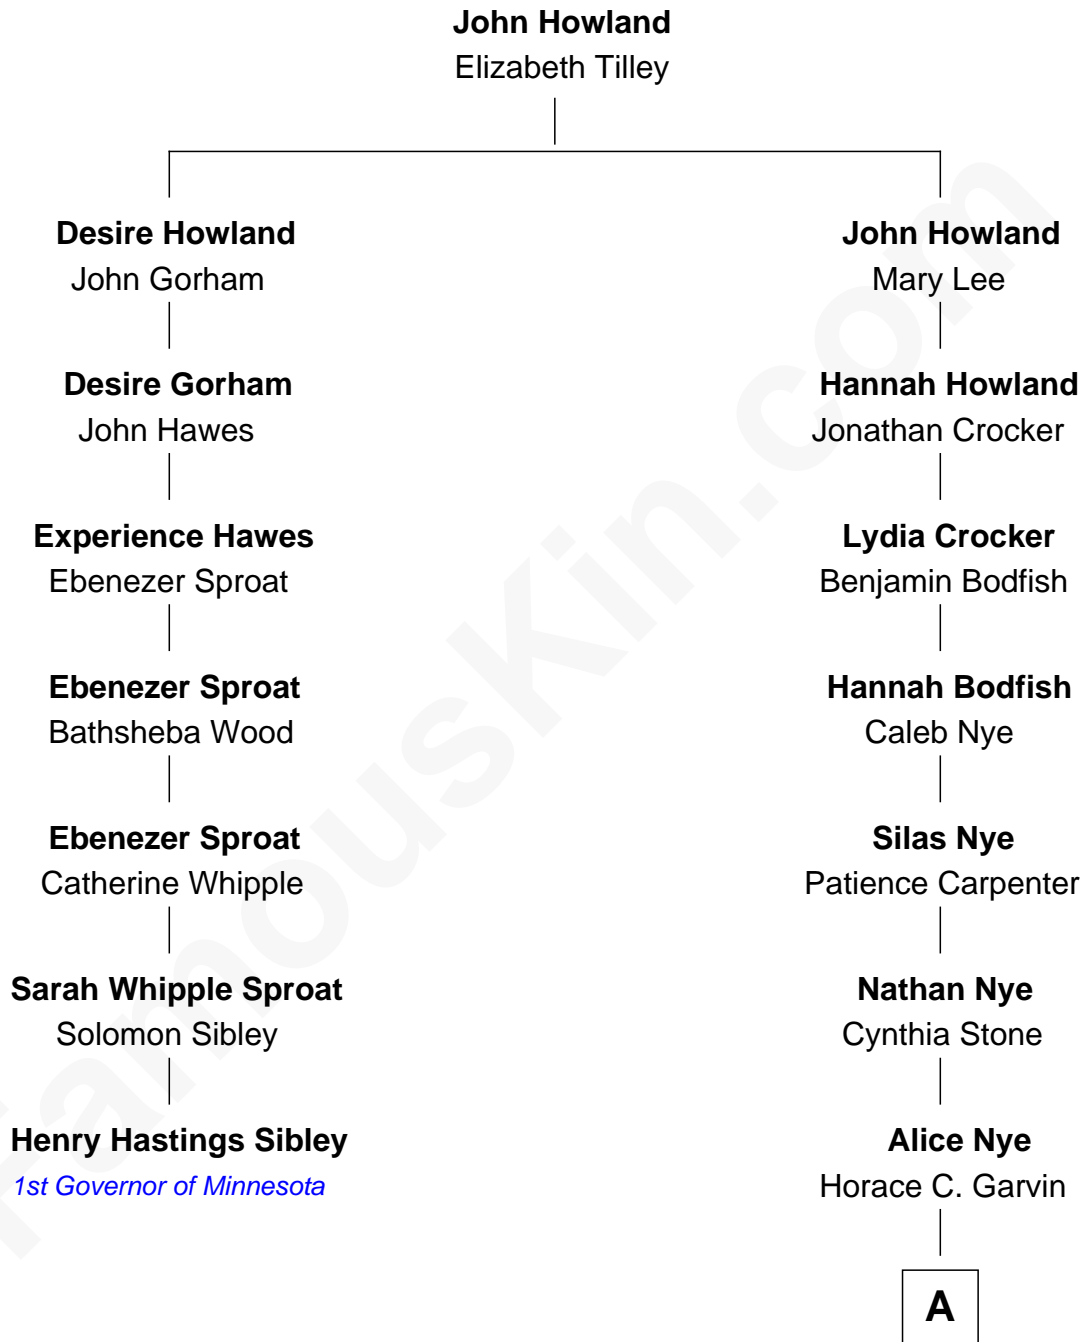 John Howland
Elizabeth Tilley
Desire Howland
John Gorham
Desire Gorham
John Hawes
Experience Hawes
Ebenezer Sproat
Ebenezer Sproat
Bathsheba Wood
Ebenezer Sproat
Catherine Whipple
Sarah Whipple Sproat
Solomon Sibley
Henry Hastings Sibley
1st Governor of Minnesota
John Howland
Mary Lee
Hannah Howland
Jonathan Crocker
Lydia Crocker
Benjamin Bodfish
Hannah Bodfish
Caleb Nye
Silas Nye
Patience Carpenter
Nathan Nye
Cynthia Stone
Alice Nye
Horace C. Garvin
A
FamousKin.com